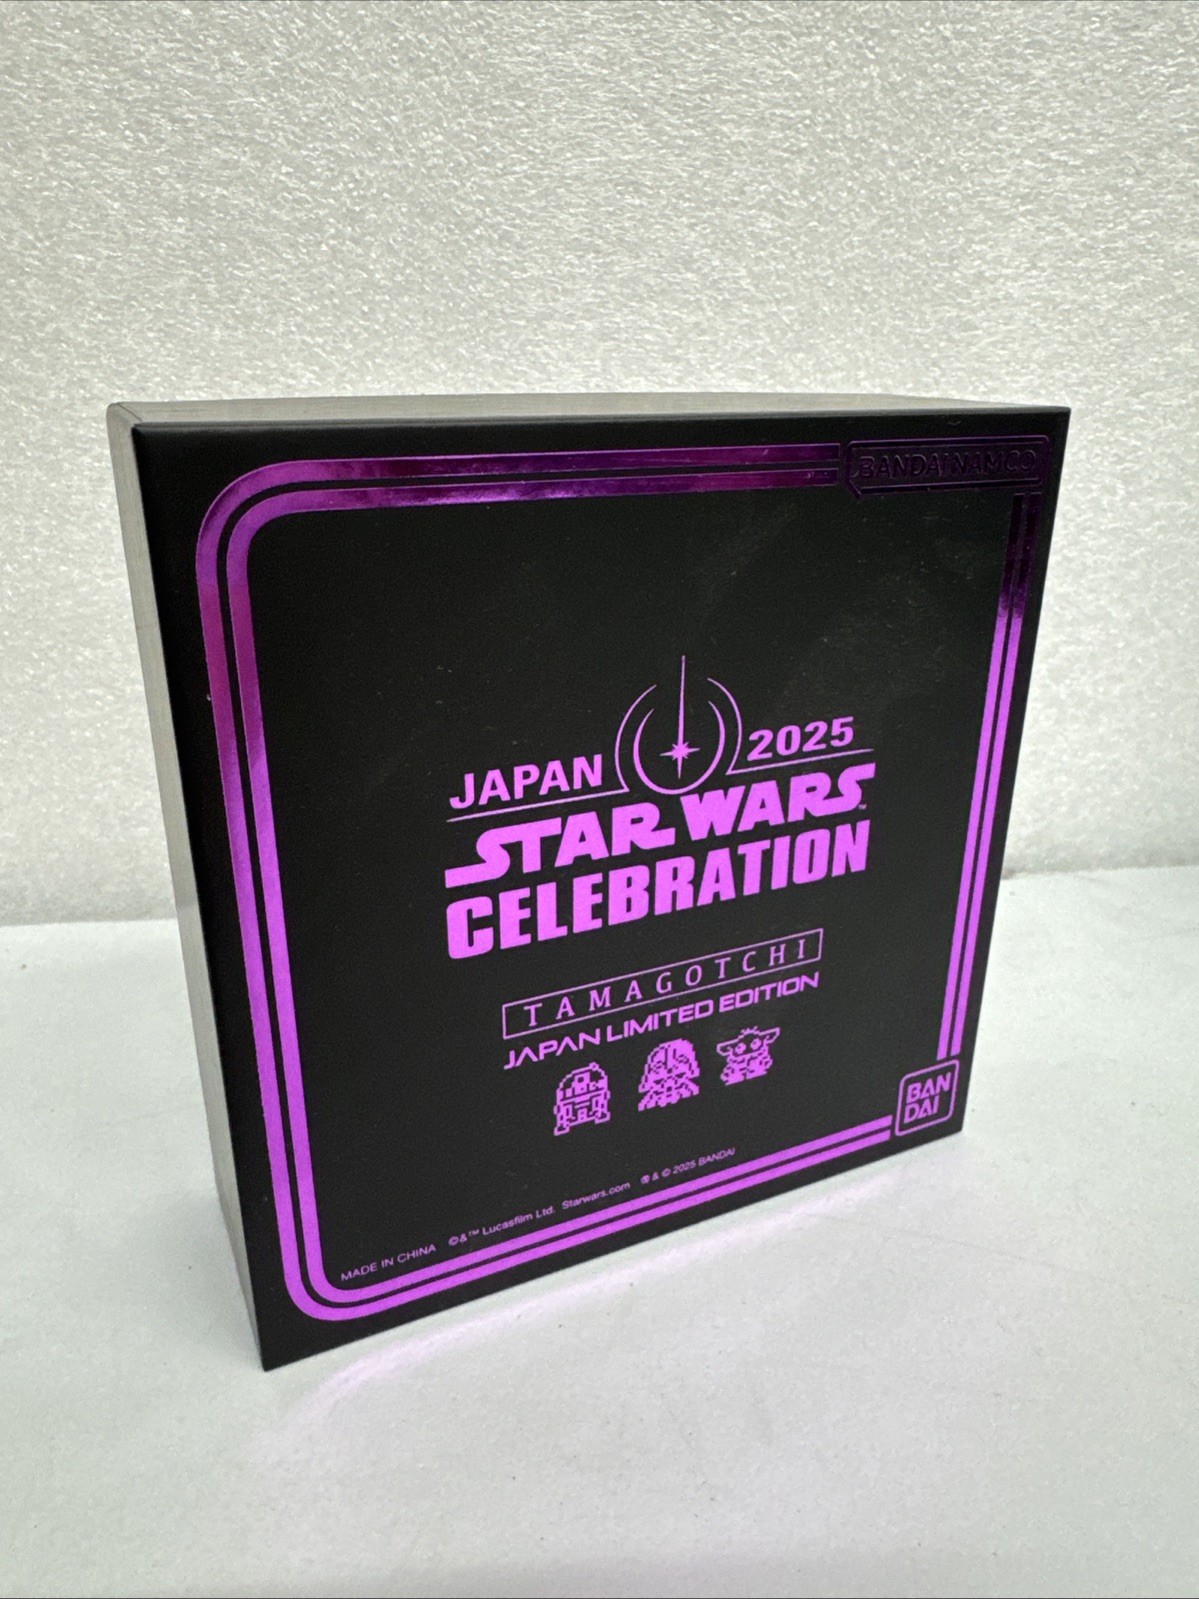 BANDAI NAMCO
JAPAN 2025
STAR WARS™
CELEBRATION
TAMAGOTCHI
JAPAN LIMITED EDITION
BAN
DAI
MADE IN CHINA ©&™ Lucasfilm Ltd. Starwars.com ® & © 2025 BANDAI